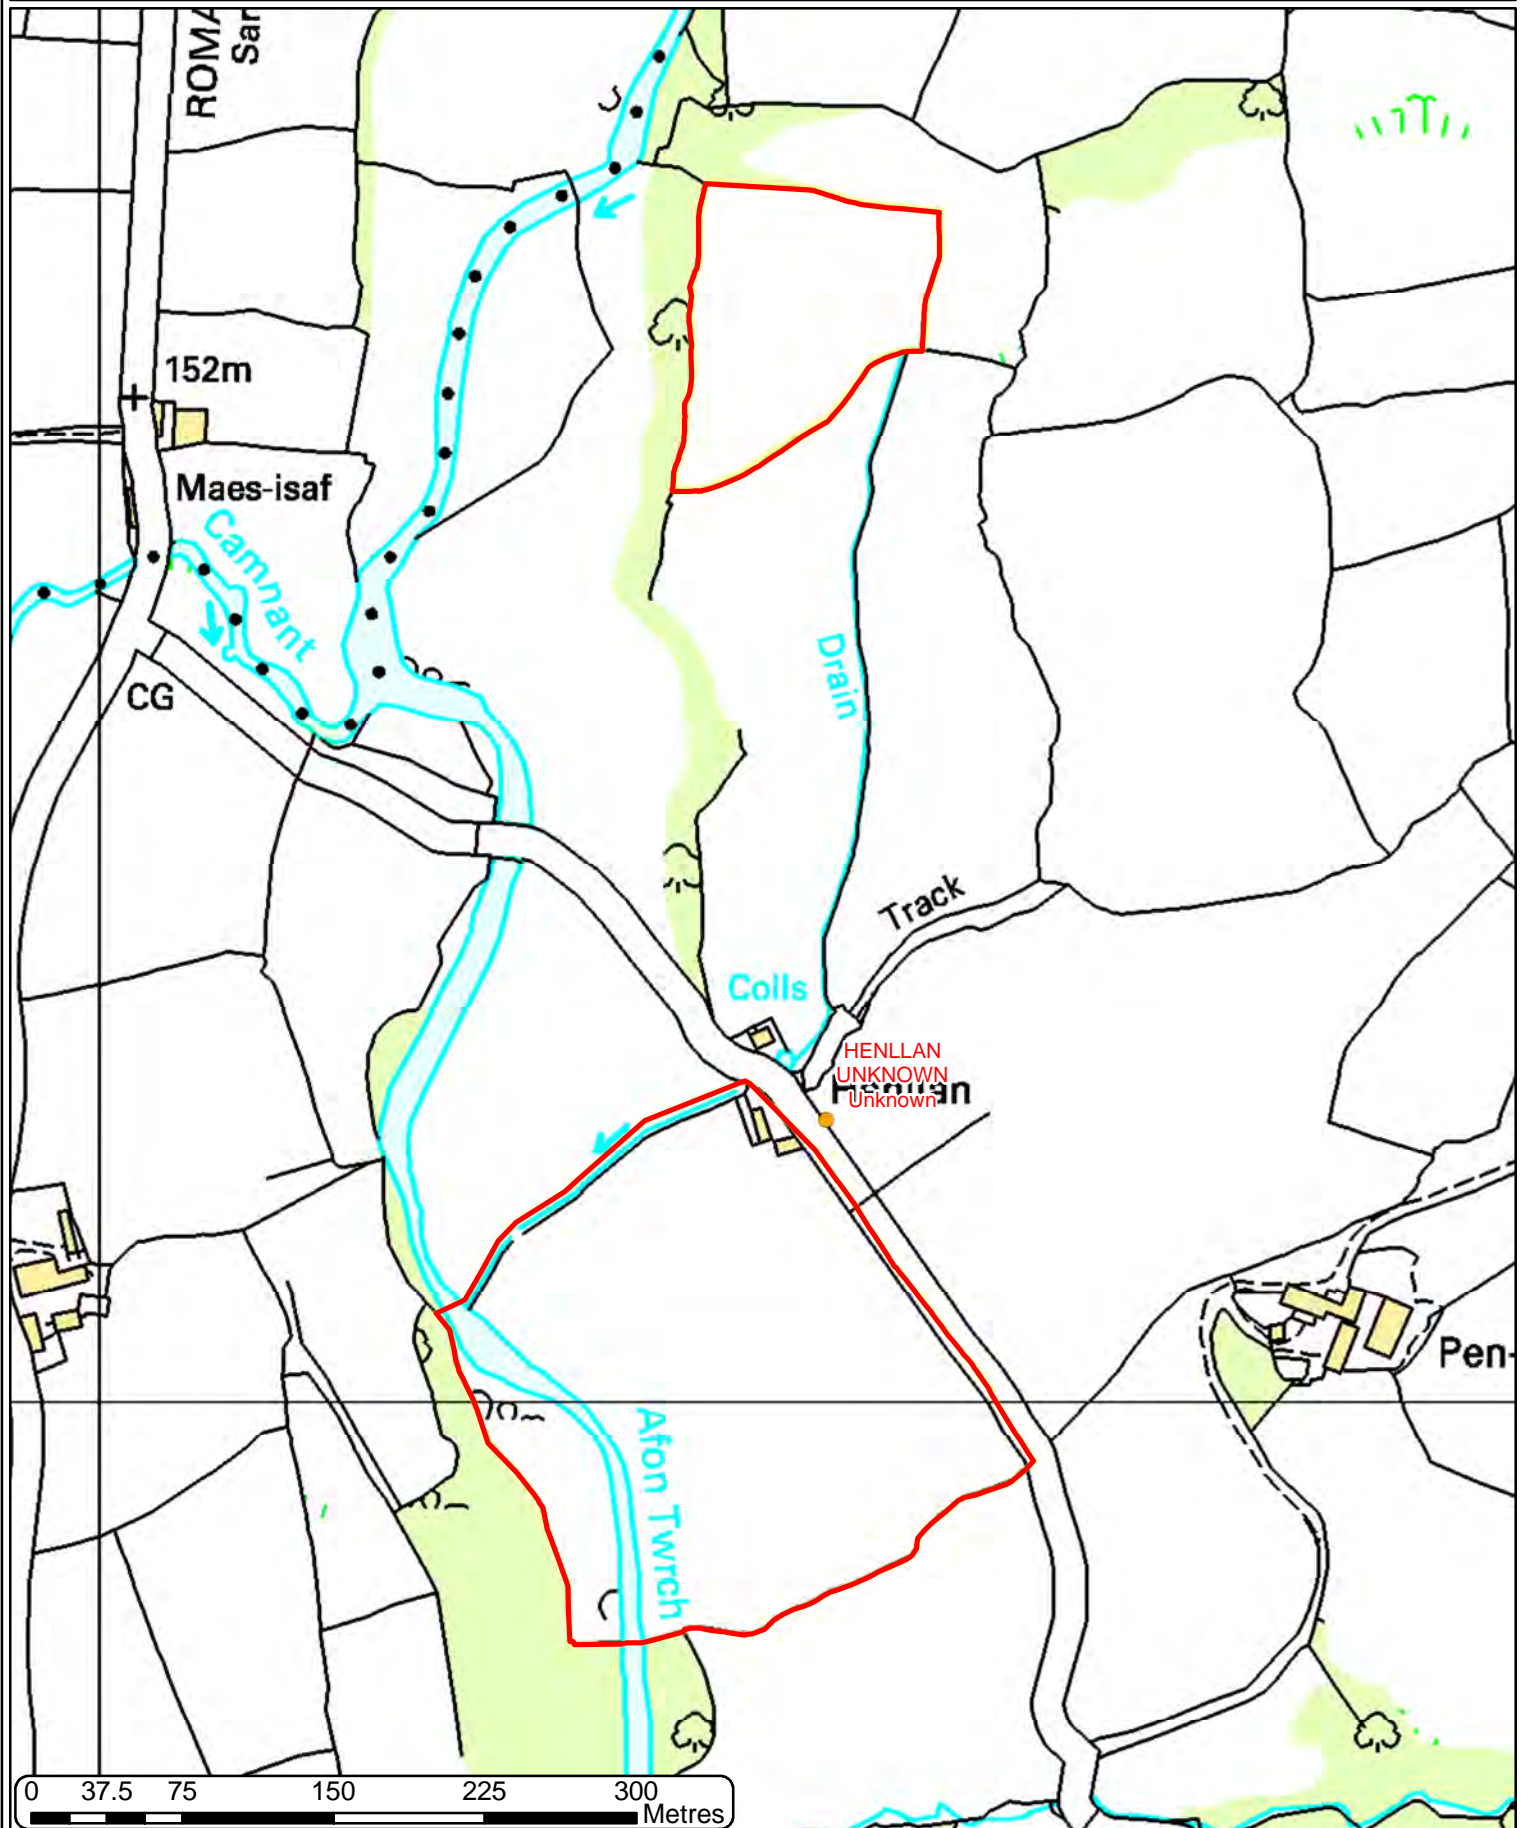 ROMA
Sar
152m
Maes-isaf
Camnant
CG
Drain
Track
Colls
HENLLAN
UNKNOWN
Henllan
Unknown
Pen-
Afon Twrch
0 37.5 75 150 225 300
Metres